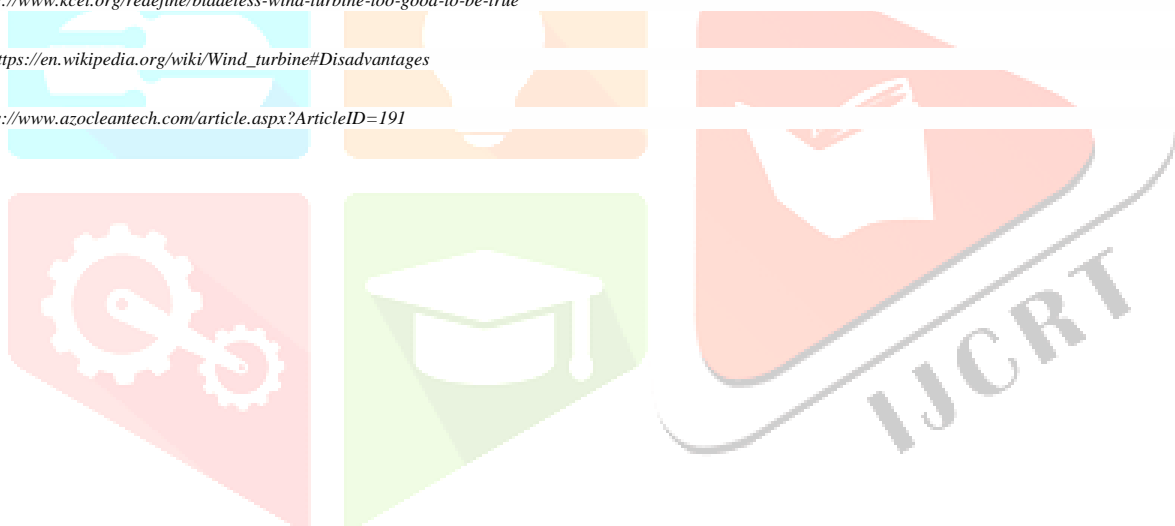 ://www.kcet.org/redefine/bladeless-wind-turbine-too-good-to-be-true
ttps://en.wikipedia.org/wiki/Wind_turbine#Disadvantages
://www.azocleantech.com/article.aspx?ArticleID=191
IJCRT